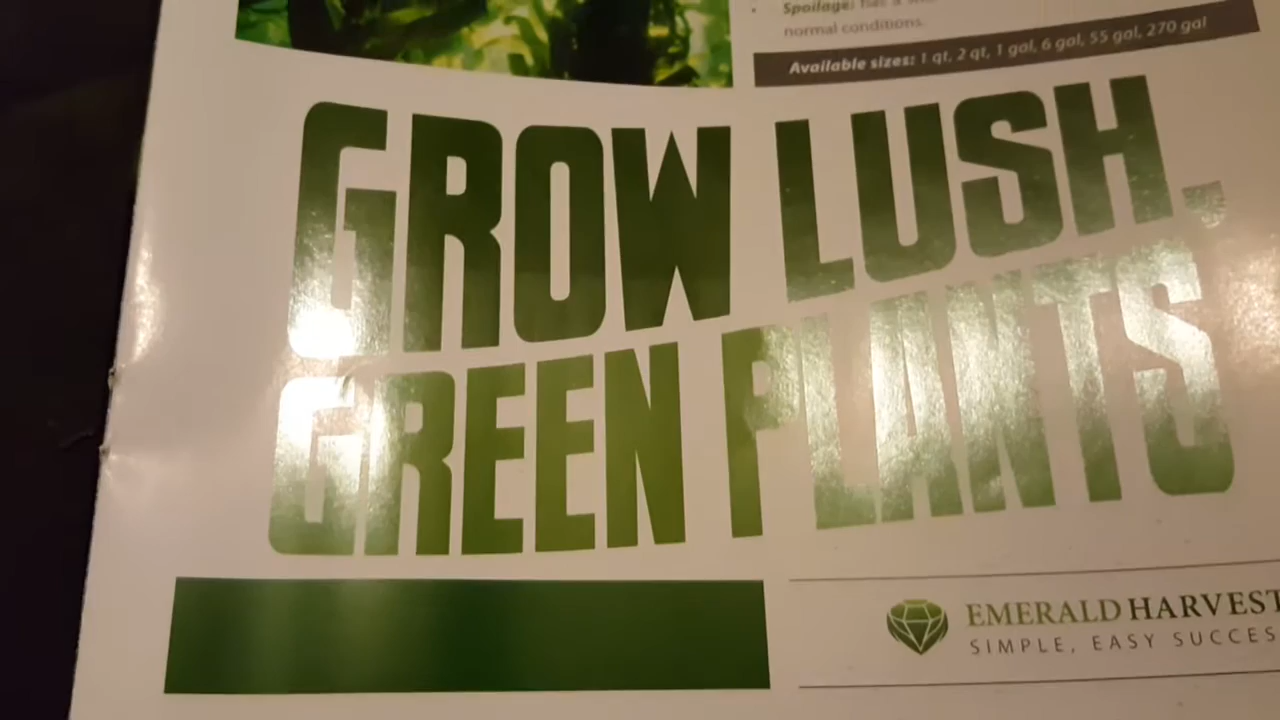 Spoilage: has a
normal conditions.
Available sizes: 1 qt, 2 qt, 1 gal, 6 gal, 55 gal, 270 gal
GROW LUSH,
GREEN PLANTS
EMERALD HARVEST
SIMPLE, EASY SUCCES